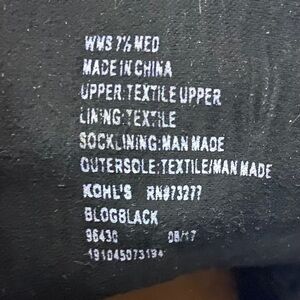 WMS 7½ MED
MADE IN CHINA
UPPER:TEXTILE UPPER
LINING:TEXTILE
SOCKLINING:MAN MADE
OUTERSOLE:TEXTILE/MAN MADE
KOHL'S RN#73277
BLOGBLACK
96430 08/17
191045073194